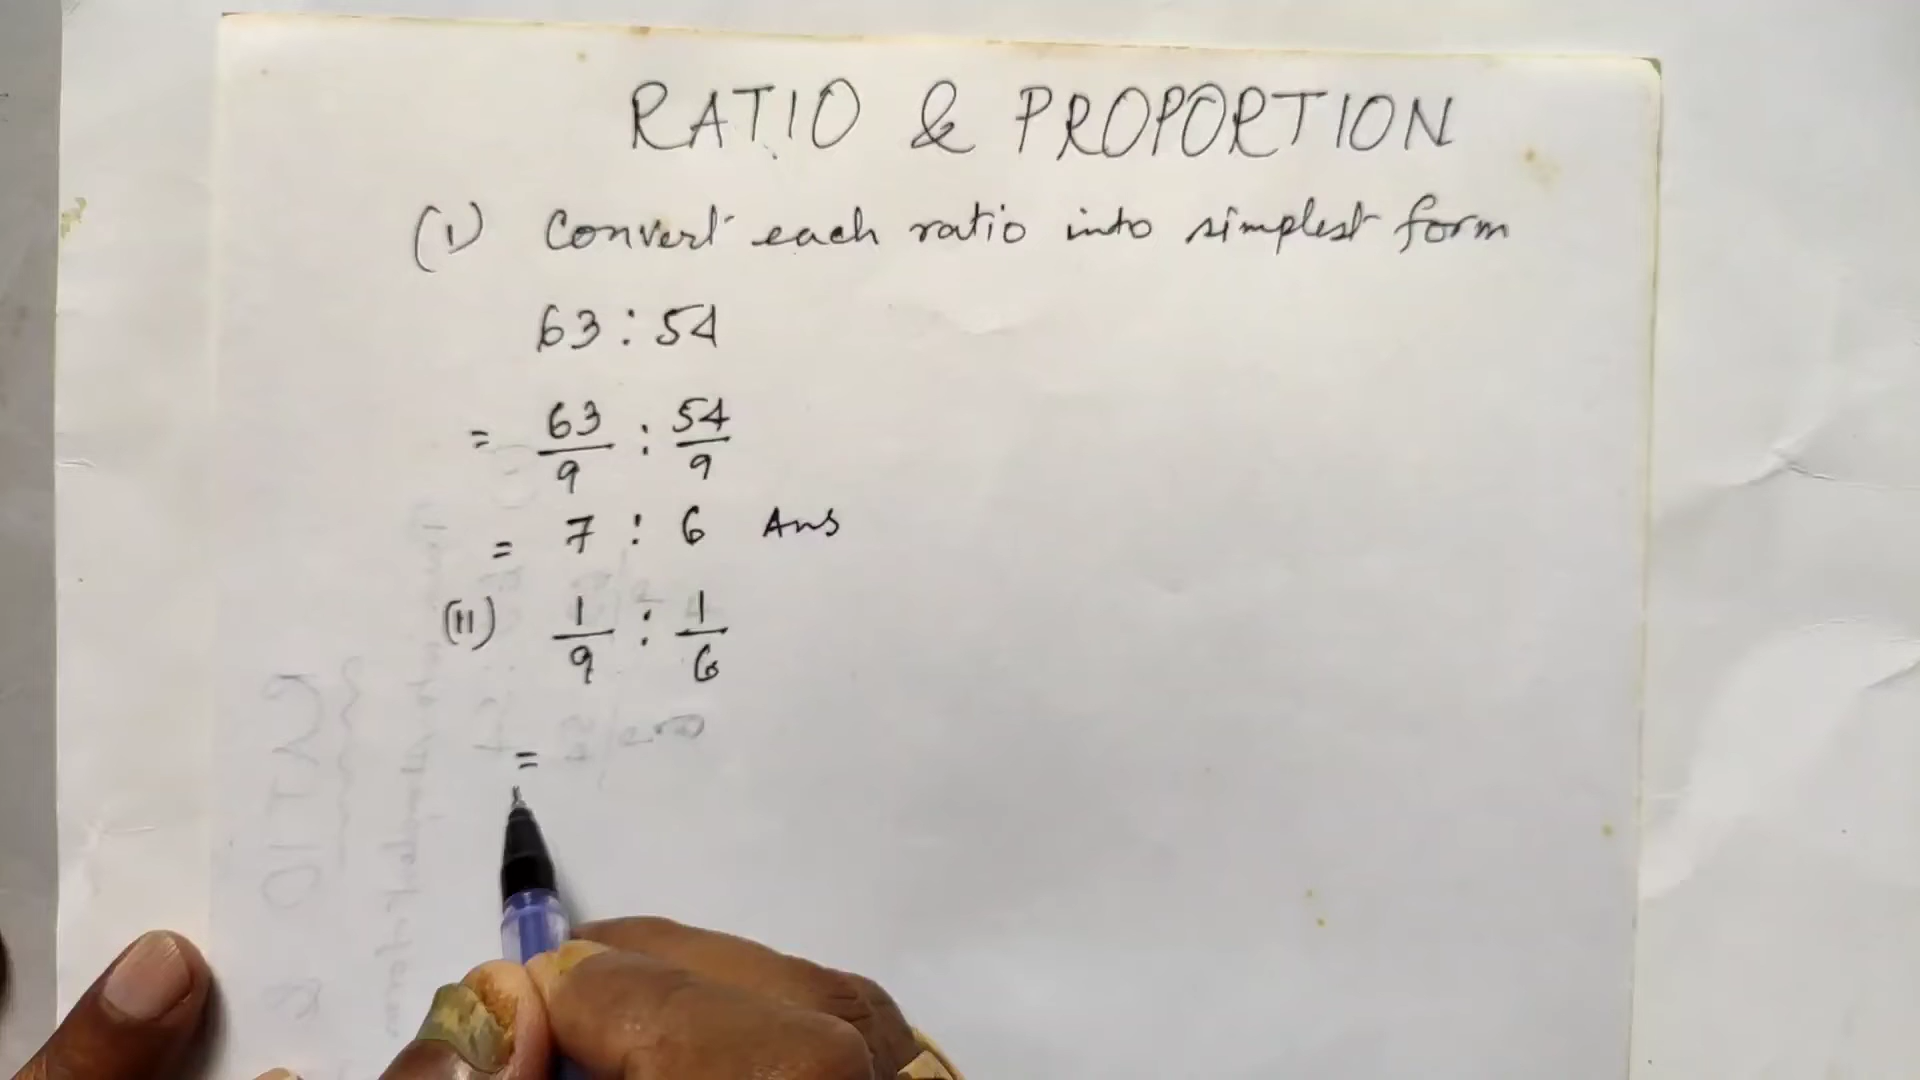 RATIO & PROPORTION
(1) Convert each ratio into simplest form
63 : 54
= 63/9 : 54/9
= 7 : 6 Ans
(11) 1/9 : 1/6
=